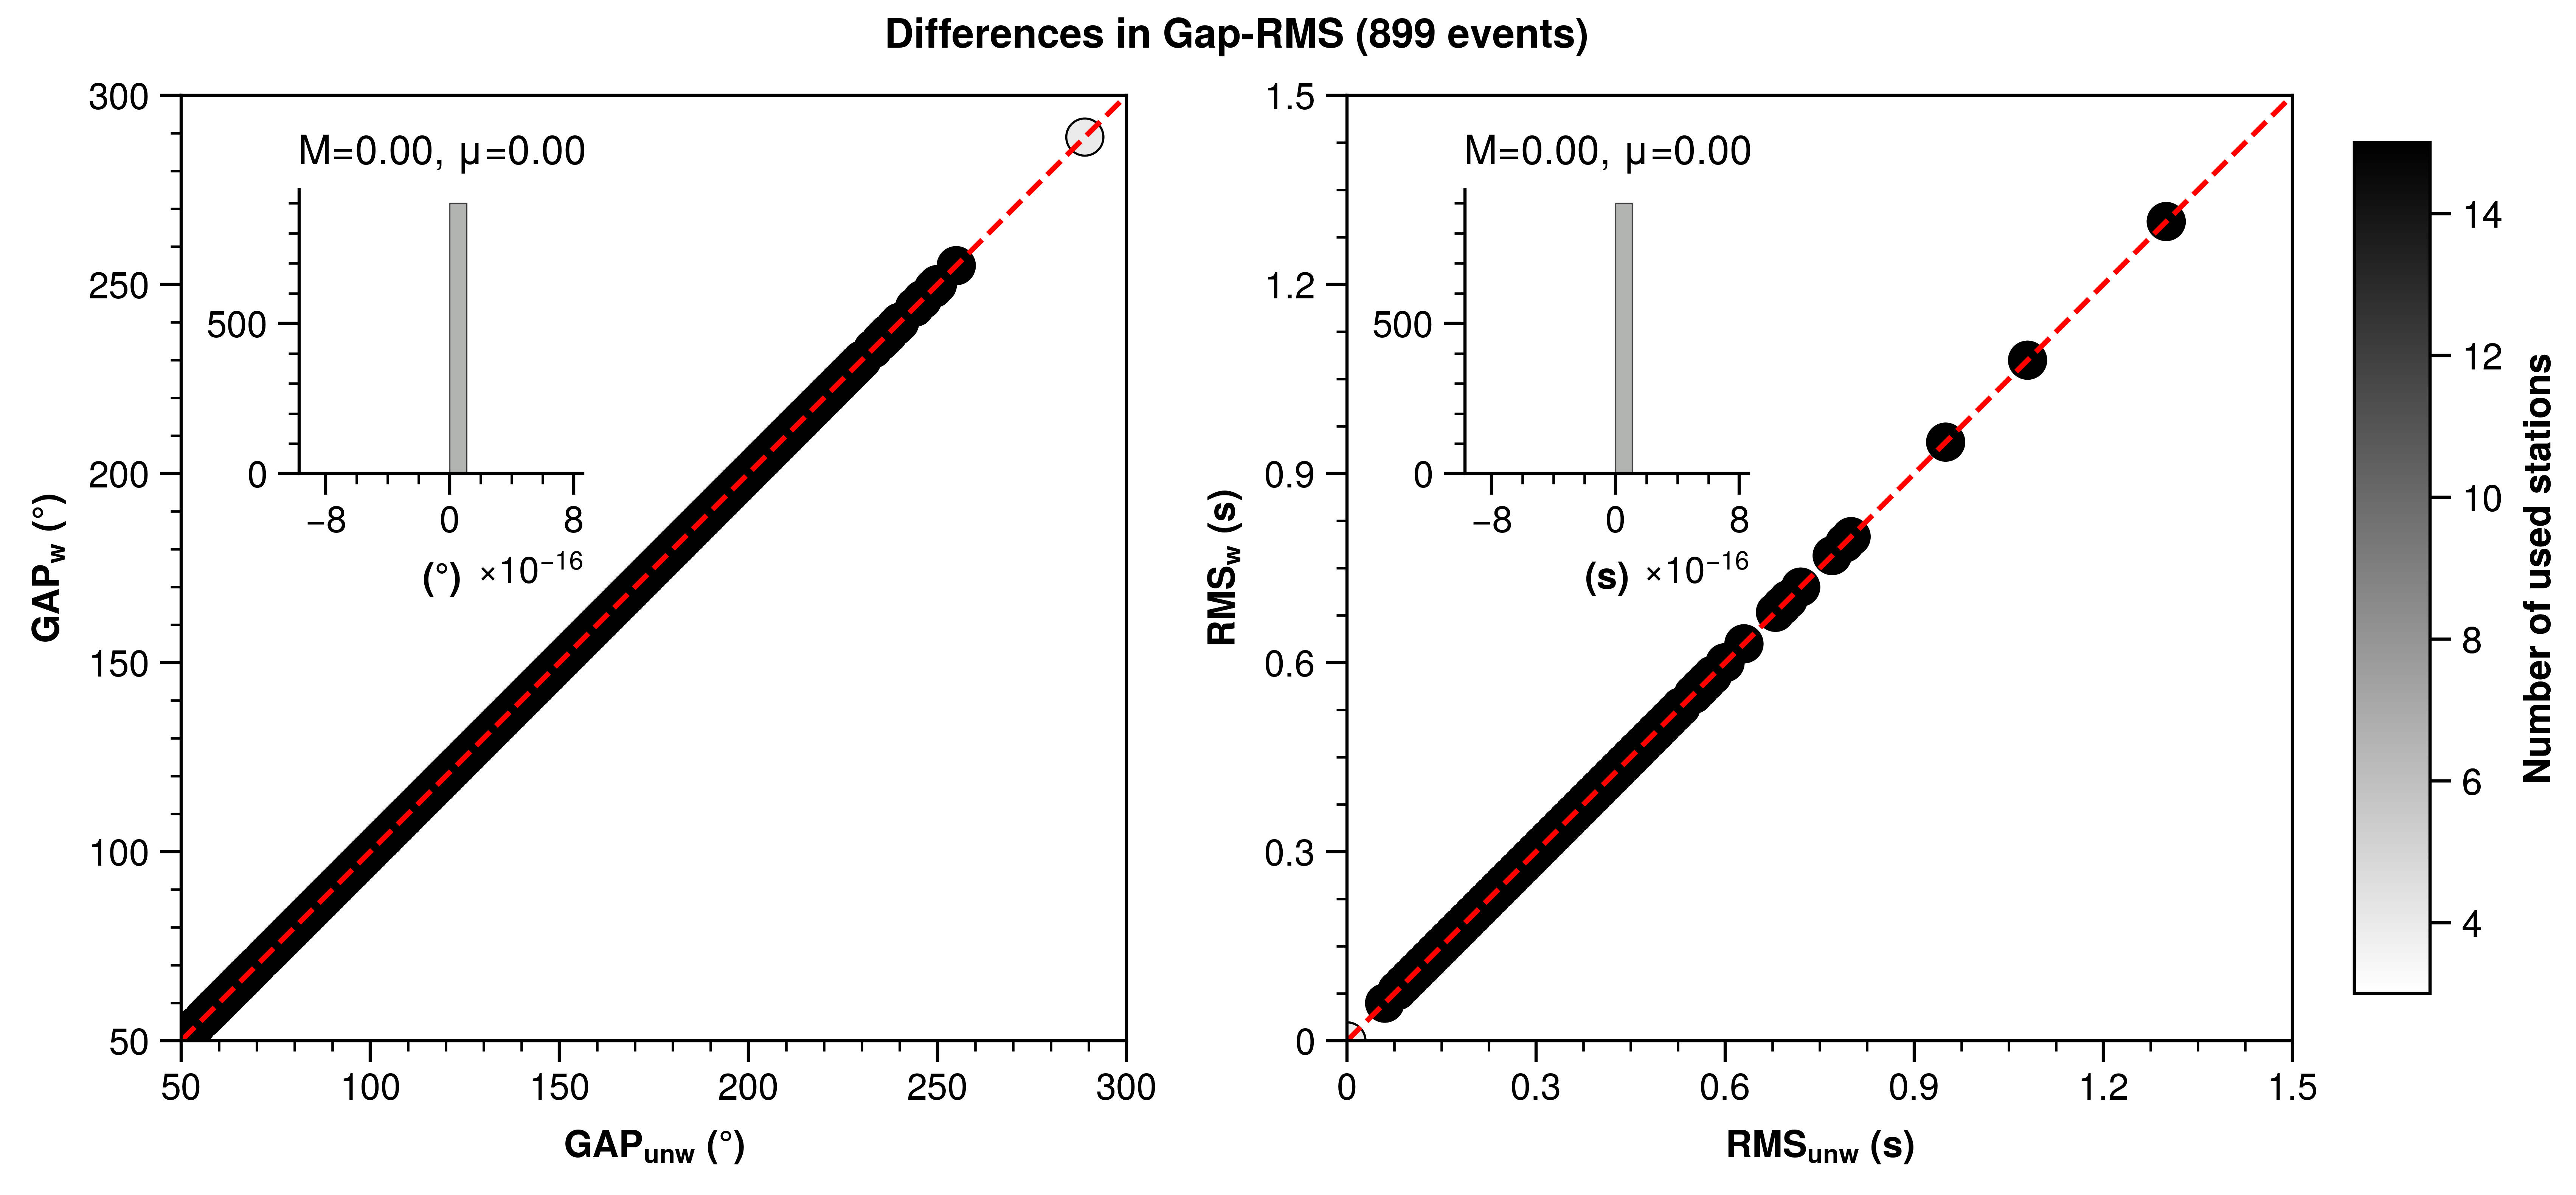 Differences in Gap-RMS (899 events)
300
250
200
150
100
50
GAPw (°)
50 100 150 200 250 300
GAPunw (°)
M=0.00, μ=0.00
500
0
−8 0 8
(°) ×10⁻¹⁶
1.5
1.2
0.9
0.6
0.3
0
RMSw (s)
0 0.3 0.6 0.9 1.2 1.5
RMSunw (s)
M=0.00, μ=0.00
500
0
−8 0 8
(s) ×10⁻¹⁶
14
12
10
8
6
4
Number of used stations